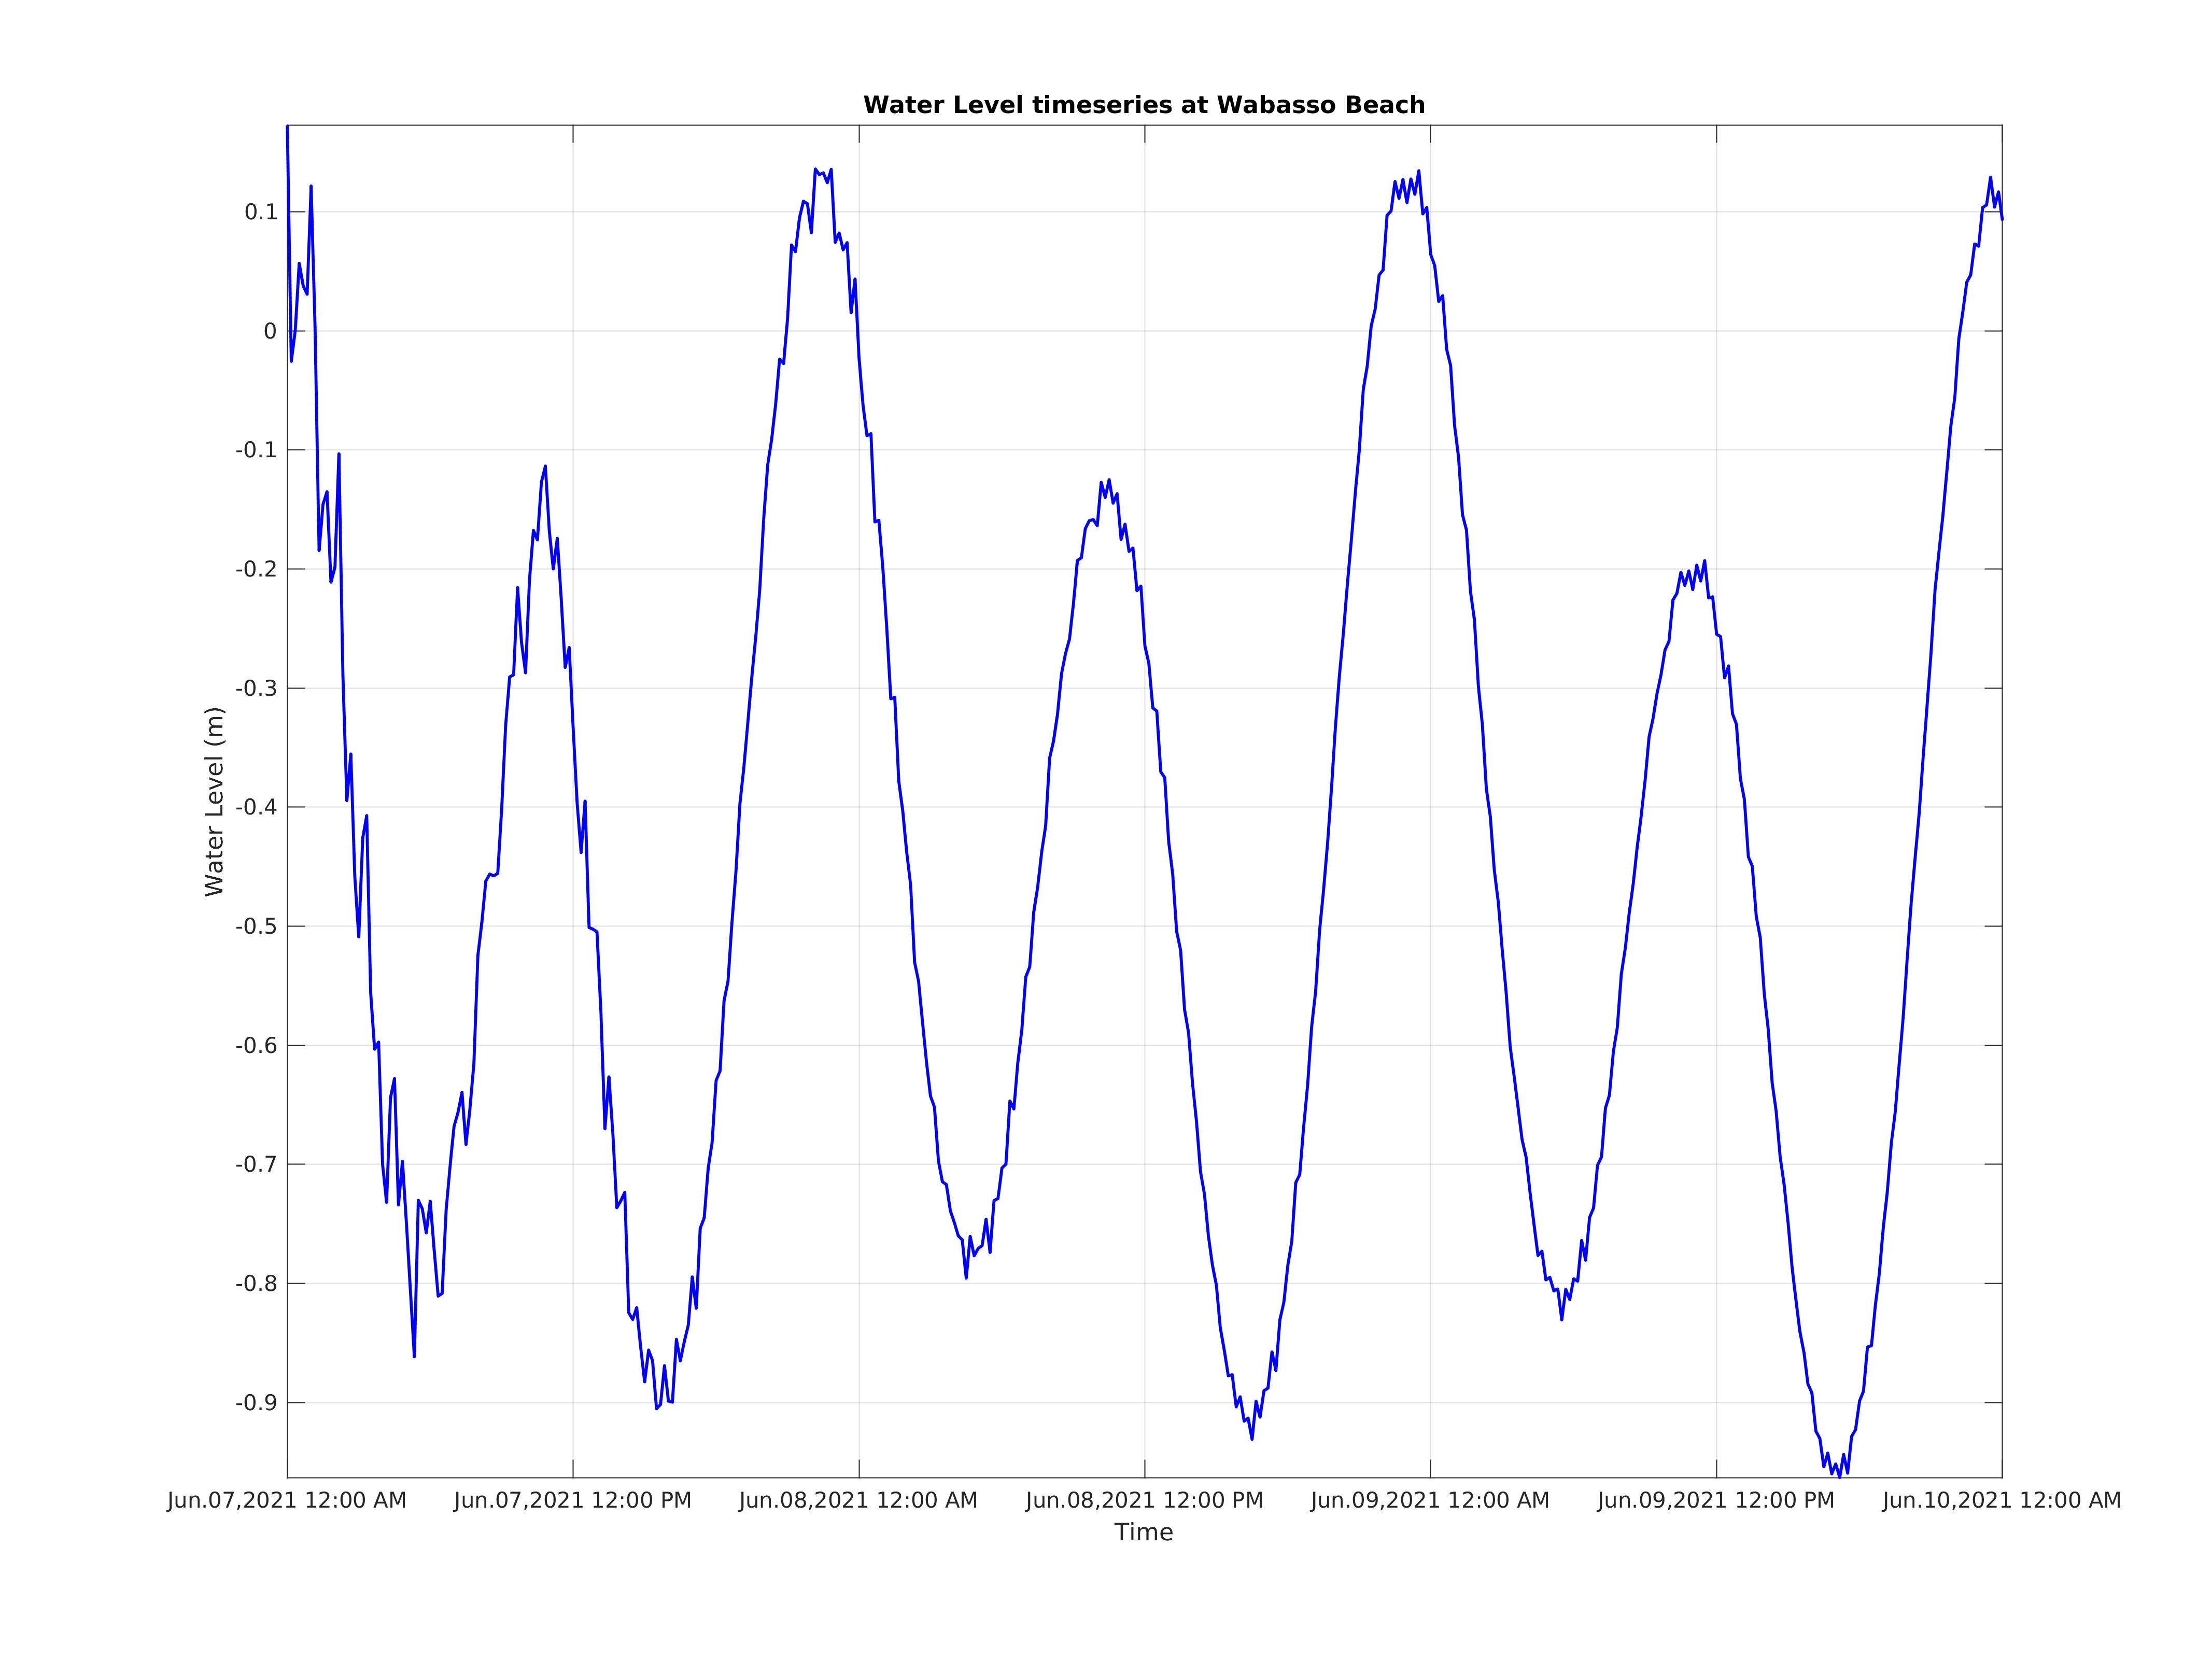 Water Level timeseries at Wabasso Beach
0.1
0
-0.1
-0.2
-0.3
-0.4
-0.5
-0.6
-0.7
-0.8
-0.9
Water Level (m)
Jun.07,2021 12:00 AM Jun.07,2021 12:00 PM Jun.08,2021 12:00 AM Jun.08,2021 12:00 PM Jun.09,2021 12:00 AM Jun.09,2021 12:00 PM Jun.10,2021 12:00 AM
Time